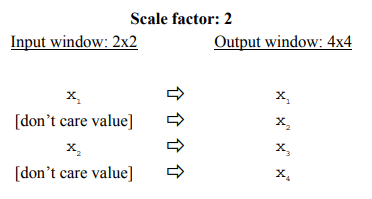 Scale factor: 2
Input window: 2x2 Output window: 4x4
x₁ ⇨ x₁
[don’t care value] ⇨ x₂
x₂ ⇨ x₃
[don’t care value] ⇨ x₄